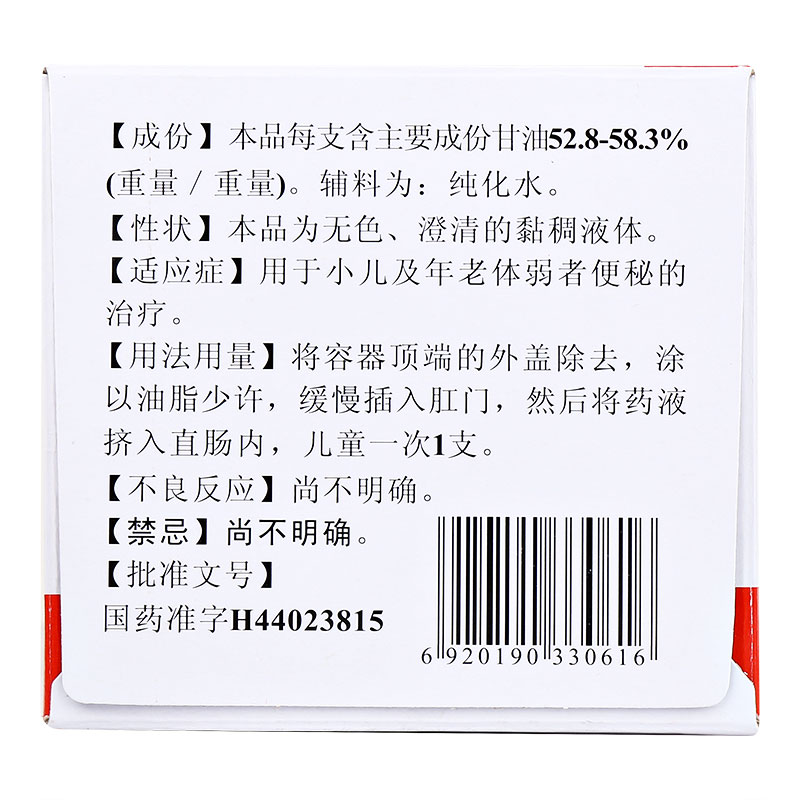 【成份】本品每支含主要成份甘油52.8-58.3%
(重量／重量)。辅料为：纯化水。
【性状】本品为无色、澄清的黏稠液体。
【适应症】用于小儿及年老体弱者便秘的
治疗。
【用法用量】将容器顶端的外盖除去，涂
以油脂少许，缓慢插入肛门，然后将药液
挤入直肠内，儿童一次1支。
【不良反应】尚不明确。
【禁忌】尚不明确。
【批准文号】
国药准字H44023815
6 920190 330616